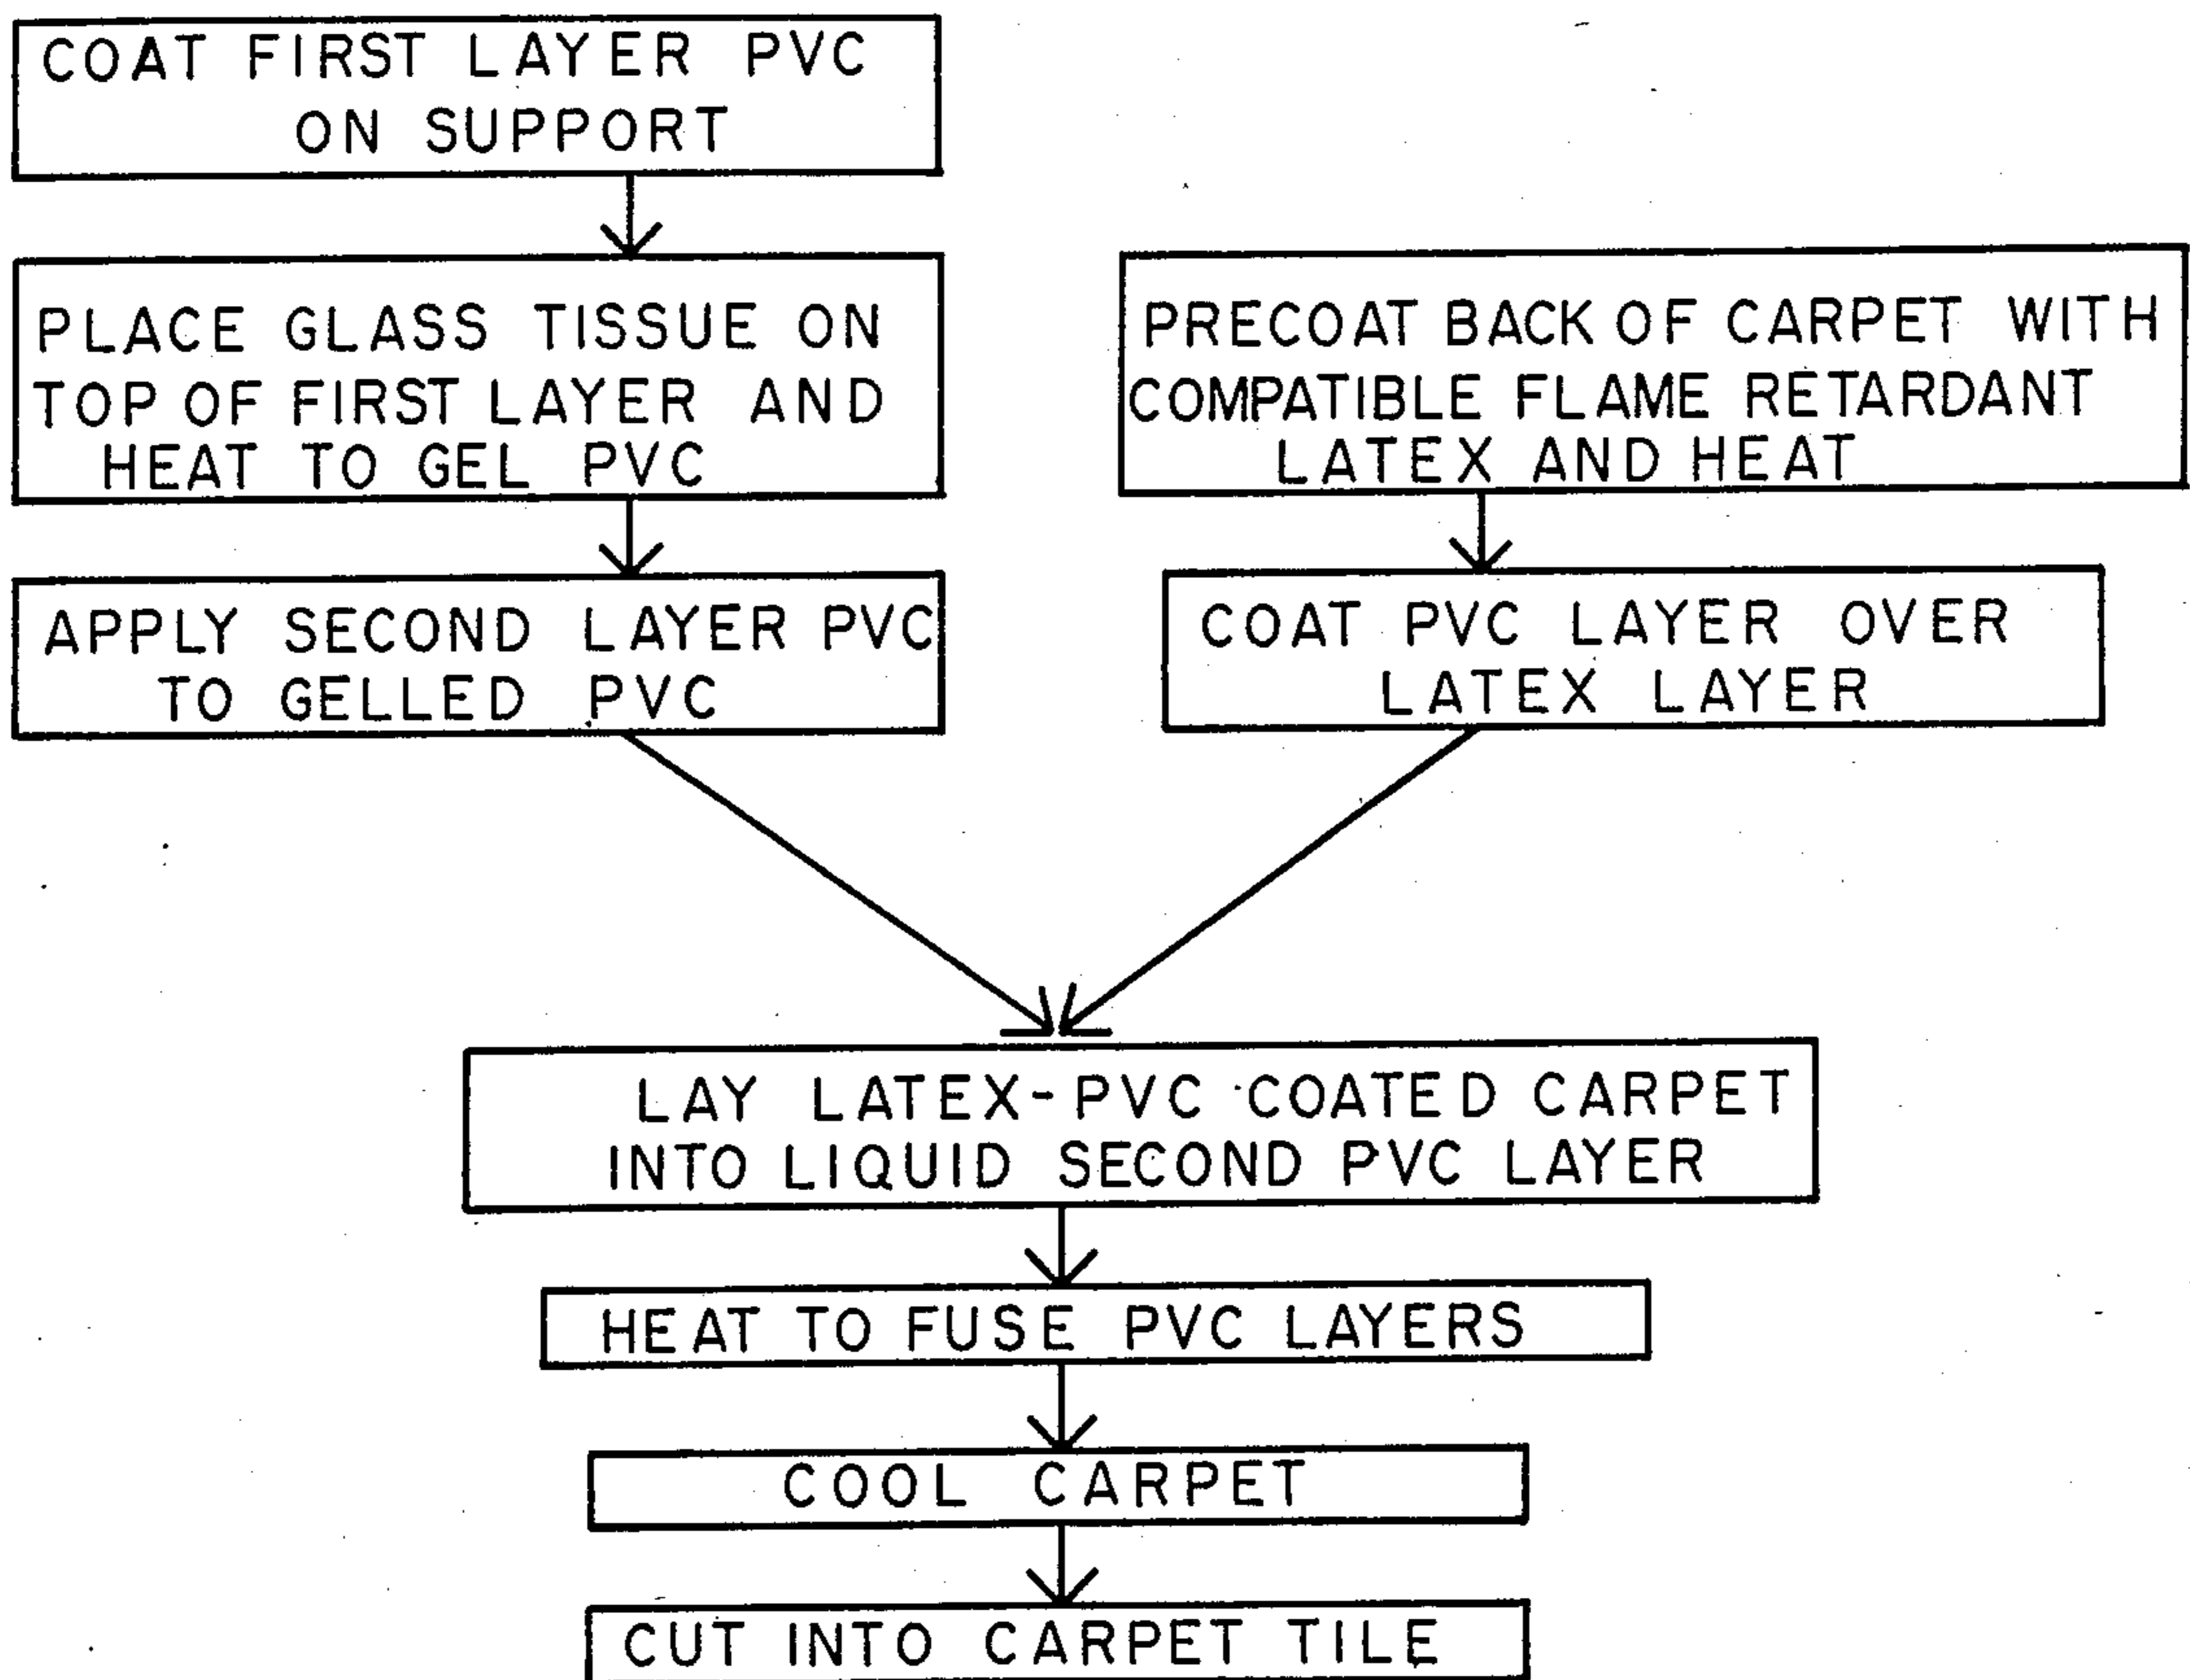 COAT FIRST LAYER PVC
ON SUPPORT
PLACE GLASS TISSUE ON
TOP OF FIRST LAYER AND
HEAT TO GEL PVC
APPLY SECOND LAYER PVC
TO GELLED PVC
PRECOAT BACK OF CARPET WITH
COMPATIBLE FLAME RETARDANT
LATEX AND HEAT
COAT PVC LAYER OVER
LATEX LAYER
LAY LATEX-PVC COATED CARPET
INTO LIQUID SECOND PVC LAYER
HEAT TO FUSE PVC LAYERS
COOL CARPET
CUT INTO CARPET TILE